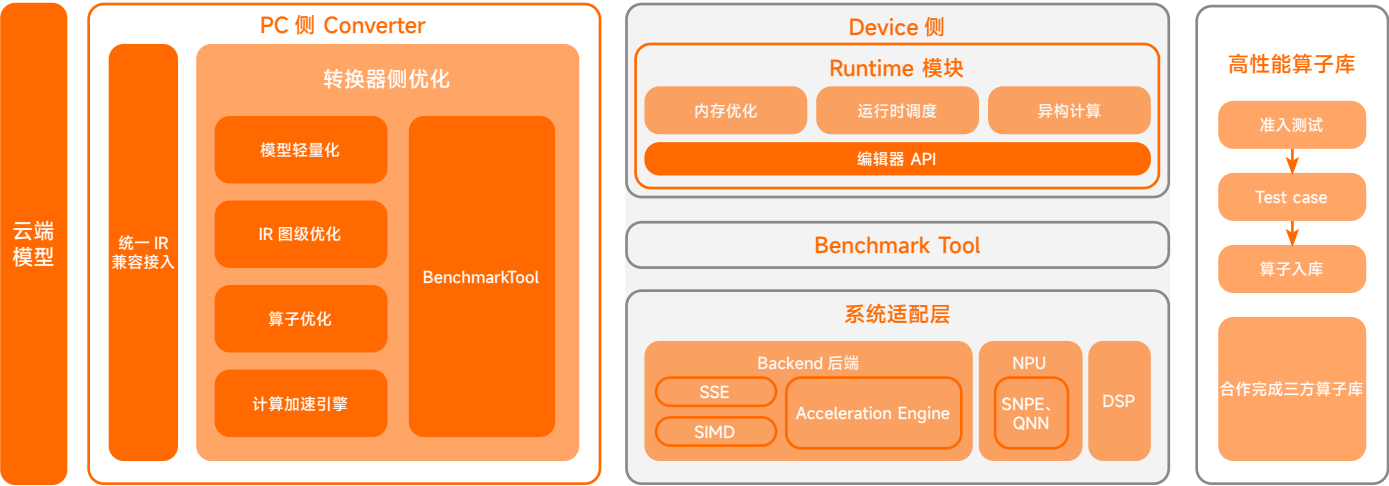 云端
模型
PC 侧 Converter
统一 IR
兼容接入
转换器侧优化
模型轻量化
IR 图级优化
算子优化
计算加速引擎
BenchmarkTool
Device 侧
Runtime 模块
内存优化
运行时调度
异构计算
编辑器 API
Benchmark Tool
系统适配层
Backend 后端
SSE
SIMD
Acceleration Engine
NPU
SNPE、
QNN
DSP
高性能算子库
准入测试
Test case
算子入库
合作完成三方算子库